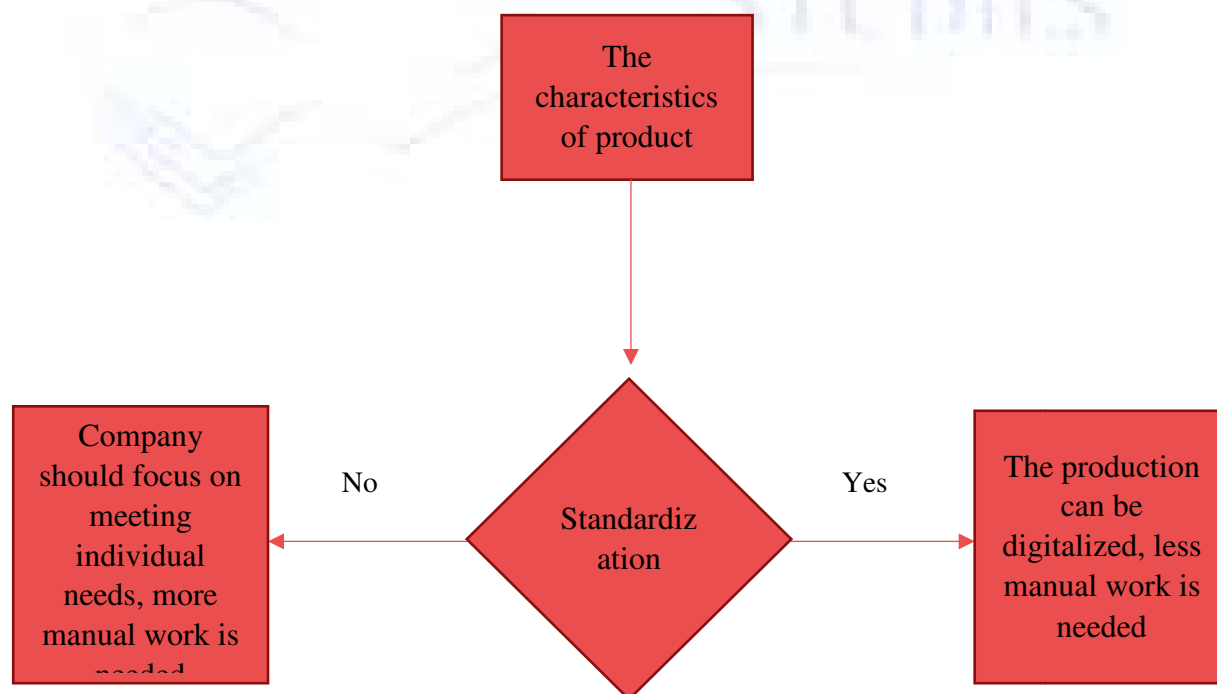 The
characteristics
of product
Company
should focus on
meeting
individual
needs, more
manual work is
needed
No
Standardiz
ation
Yes
The production
can be
digitalized, less
manual work is
needed